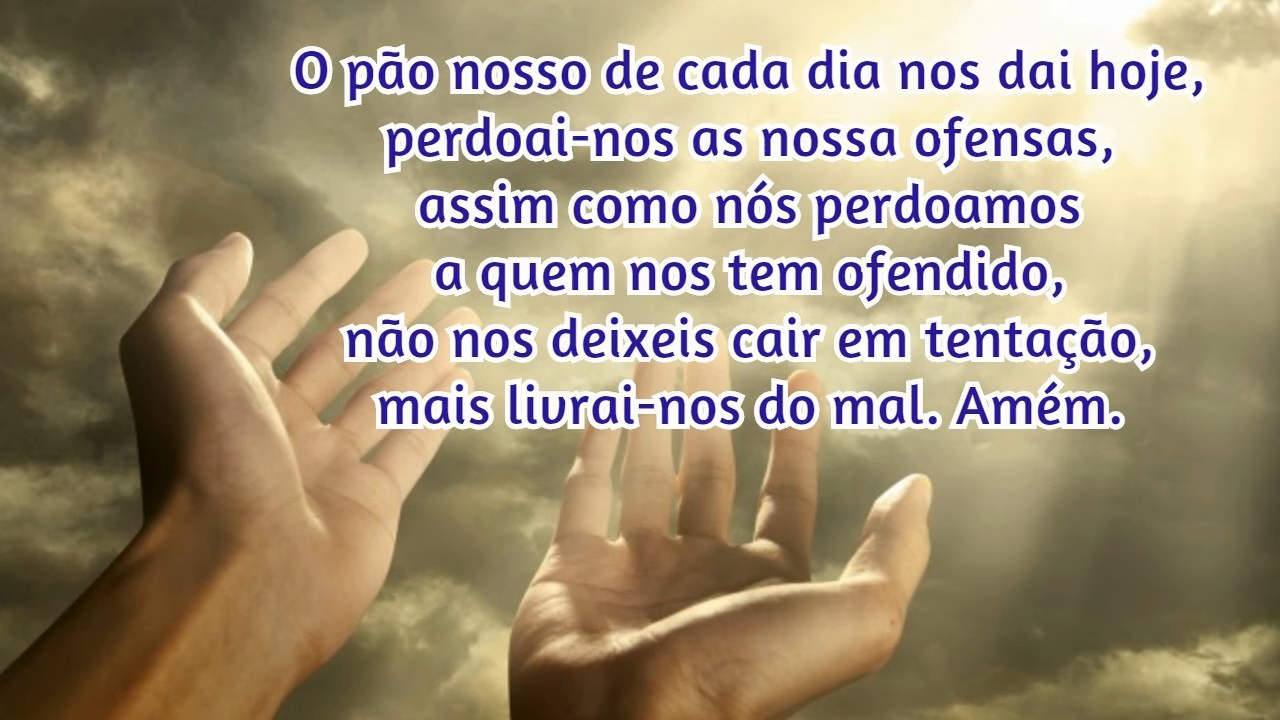 O pão nosso de cada dia nos dai hoje,
perdoai-nos as nossa ofensas,
assim como nós perdoamos
a quem nos tem ofendido,
não nos deixeis cair em tentação,
mais livrai-nos do mal. Amém.